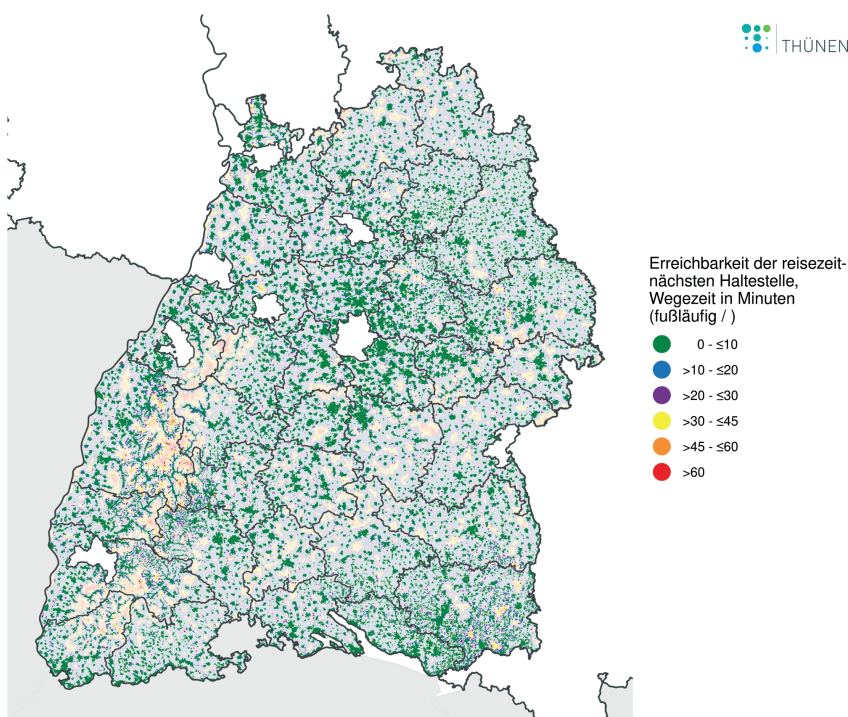 THÜNEN
Erreichbarkeit der reisezeit-
nächsten Haltestelle,
Wegezeit in Minuten
(fußläufig / )
0 - ≤10
>10 - ≤20
>20 - ≤30
>30 - ≤45
>45 - ≤60
>60